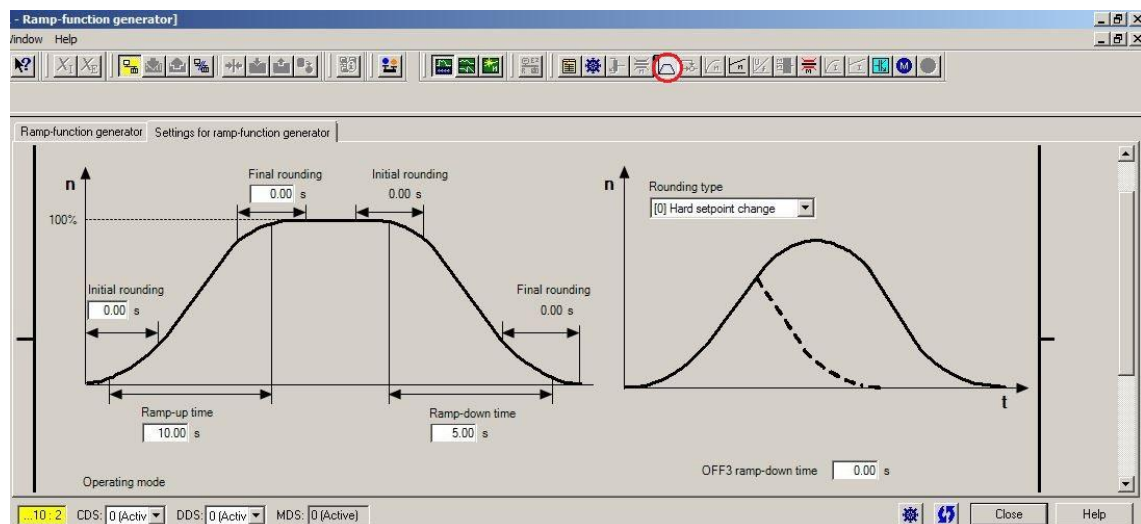 - Ramp-function generator]
Window Help
Ramp-function generator Settings for ramp-function generator
n
100%
Final rounding
0.00 s
Initial rounding
0.00 s
Initial rounding
0.00 s
Final rounding
0.00 s
Ramp-up time
10.00 s
Ramp-down time
5.00 s
Operating mode
n
Rounding type
[0] Hard setpoint change
t
OFF3 ramp-down time 0.00 s
...10 : 2 CDS: 0 (Activ DDS: 0 (Activ MDS: 0 (Active) Close Help